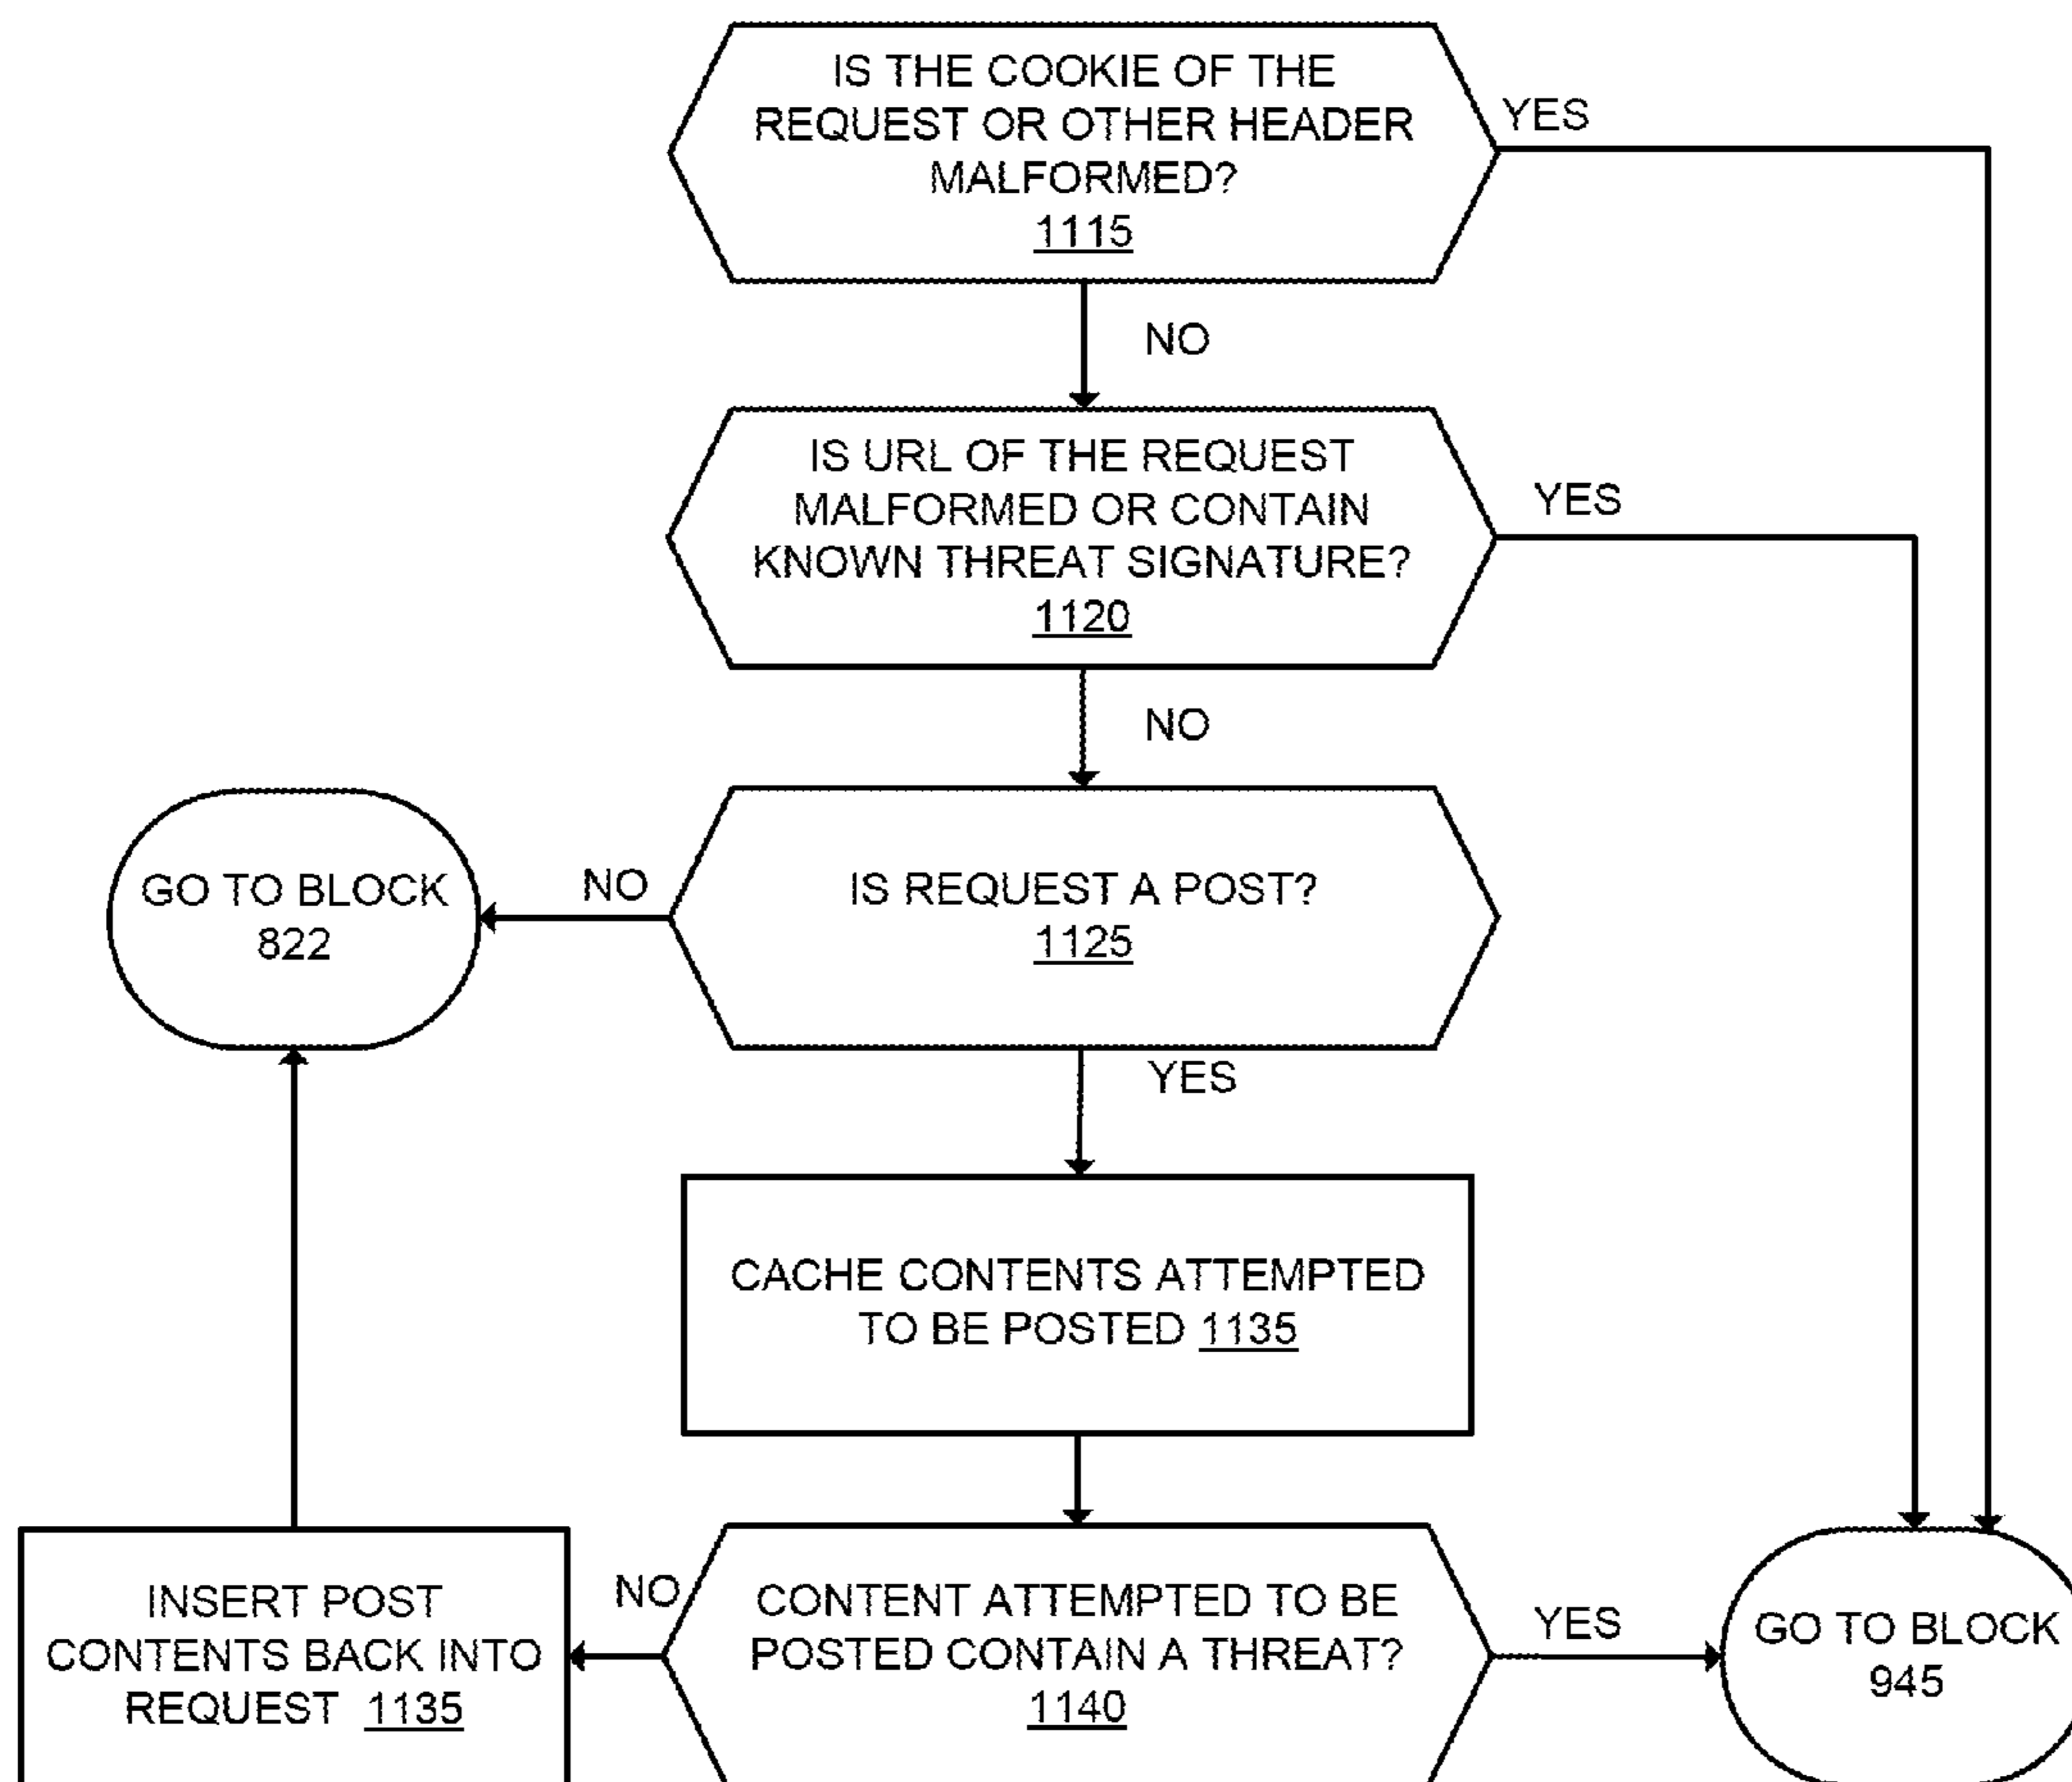 IS THE COOKIE OF THE
REQUEST OR OTHER HEADER
MALFORMED?
1115
YES
NO
IS URL OF THE REQUEST
MALFORMED OR CONTAIN
KNOWN THREAT SIGNATURE?
1120
YES
NO
GO TO BLOCK
822
NO
IS REQUEST A POST?
1125
YES
CACHE CONTENTS ATTEMPTED
TO BE POSTED 1135
INSERT POST
CONTENTS BACK INTO
REQUEST 1135
NO
CONTENT ATTEMPTED TO BE
POSTED CONTAIN A THREAT?
1140
YES
GO TO BLOCK
945